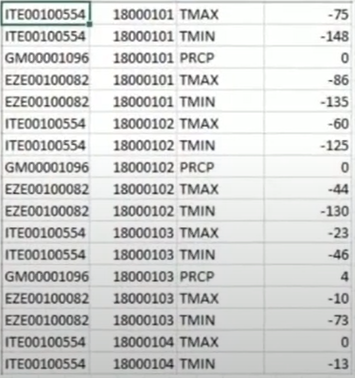 ITE00100554 18000101 TMAX -75
ITE00100554 18000101 TMIN -148
GM00001096 18000101 PRCP 0
EZE00100082 18000101 TMAX -86
EZE00100082 18000101 TMIN -135
ITE00100554 18000102 TMAX -60
ITE00100554 18000102 TMIN -125
GM00001096 18000102 PRCP 0
EZE00100082 18000102 TMAX -44
EZE00100082 18000102 TMIN -130
ITE00100554 18000103 TMAX -23
ITE00100554 18000103 TMIN -46
GM00001096 18000103 PRCP 4
EZE00100082 18000103 TMAX -10
EZE00100082 18000103 TMIN -73
ITE00100554 18000104 TMAX 0
ITE00100554 18000104 TMIN -13